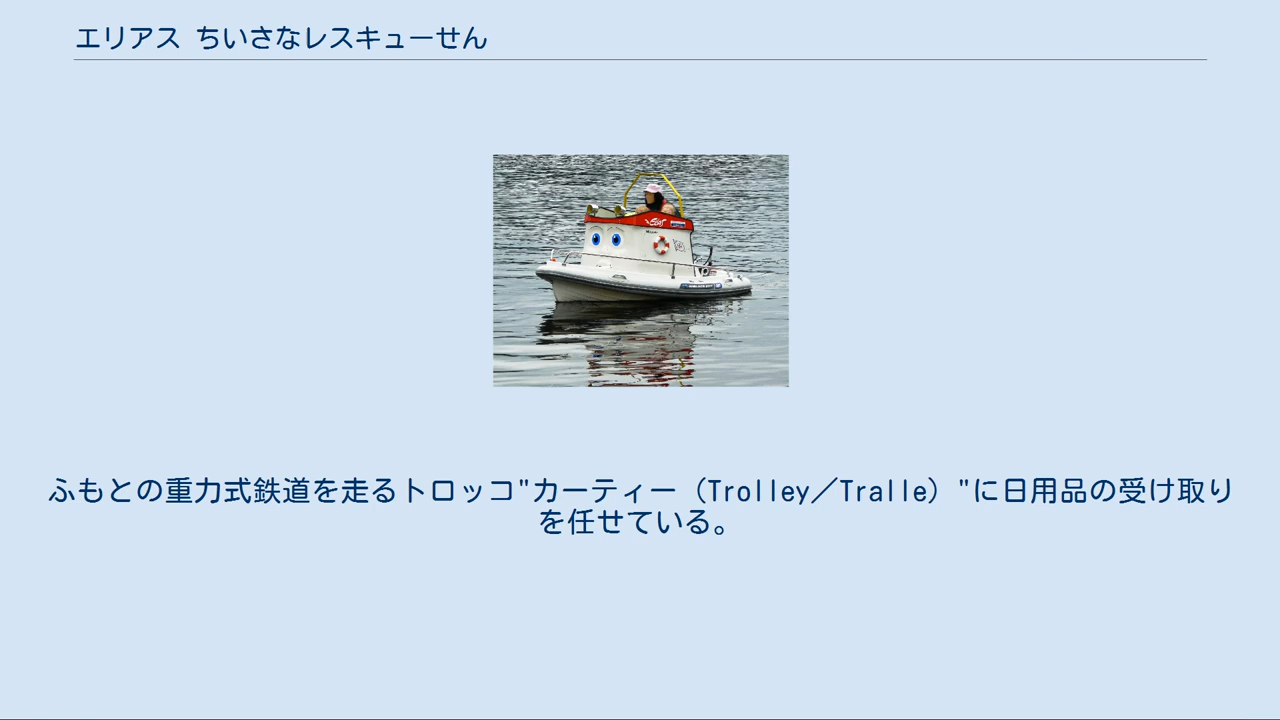 エリアス ちいさなレスキューせん
ふもとの重力式鉄道を走るトロッコ"カーティー（Trolley／Tralle）"に日用品の受け取り
を任せている。